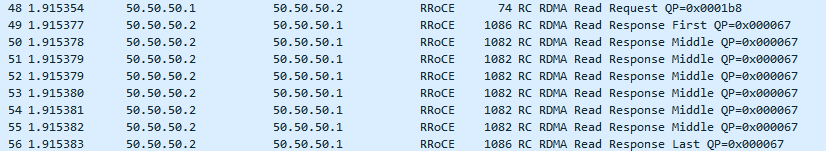 48 1.915354 50.50.50.1 50.50.50.2 RRoCE 74 RC RDMA Read Request QP=0x0001b8
49 1.915377 50.50.50.2 50.50.50.1 RRoCE 1086 RC RDMA Read Response First QP=0x000067
50 1.915378 50.50.50.2 50.50.50.1 RRoCE 1082 RC RDMA Read Response Middle QP=0x000067
51 1.915379 50.50.50.2 50.50.50.1 RRoCE 1082 RC RDMA Read Response Middle QP=0x000067
52 1.915379 50.50.50.2 50.50.50.1 RRoCE 1082 RC RDMA Read Response Middle QP=0x000067
53 1.915380 50.50.50.2 50.50.50.1 RRoCE 1082 RC RDMA Read Response Middle QP=0x000067
54 1.915381 50.50.50.2 50.50.50.1 RRoCE 1082 RC RDMA Read Response Middle QP=0x000067
55 1.915382 50.50.50.2 50.50.50.1 RRoCE 1082 RC RDMA Read Response Middle QP=0x000067
56 1.915383 50.50.50.2 50.50.50.1 RRoCE 1086 RC RDMA Read Response Last QP=0x000067